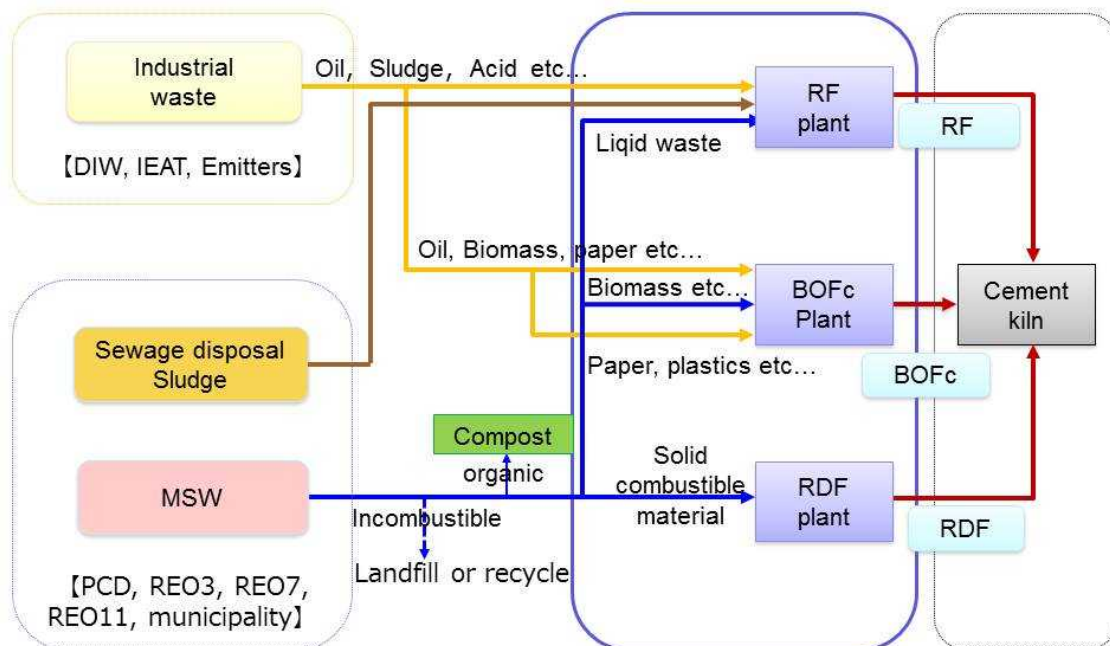 Industrial
waste
Oil, Sludge, Acid etc…
RF
plant
RF
【DIW, IEAT, Emitters】
Liqid waste
Oil, Biomass, paper etc…
Biomass etc…
BOFc
Plant
Cement
kiln
Sewage disposal
Sludge
Paper, plastics etc…
BOFc
Compost
organic
Solid
combustible
material
MSW
Incombustible
RDF
plant
RDF
Landfill or recycle
【PCD, REO3, REO7,
REO11, municipality】